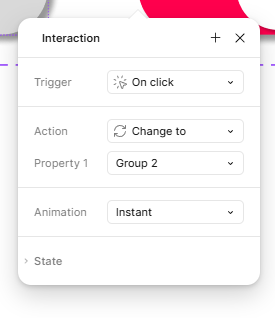 Interaction
Trigger On click
Action Change to
Property 1 Group 2
Animation Instant
State